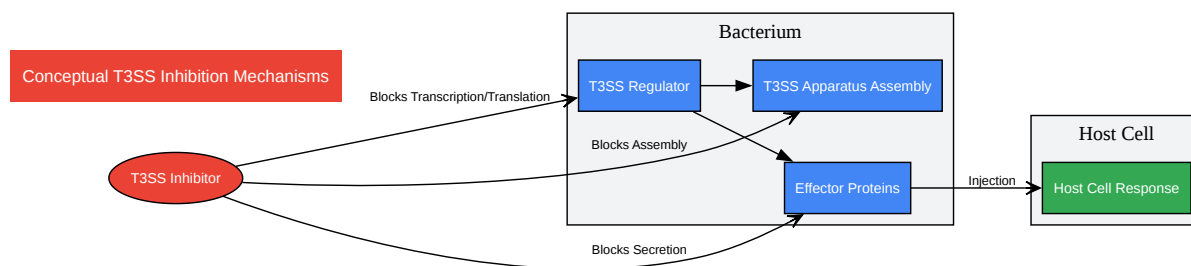 Bacterium
Conceptual T3SS Inhibition Mechanisms
T3SS Regulator
T3SS Apparatus Assembly
Blocks Transcription/Translation
Blocks Assembly
Host Cell
T3SS Inhibitor
Effector Proteins
Injection
Host Cell Response
Blocks Secretion